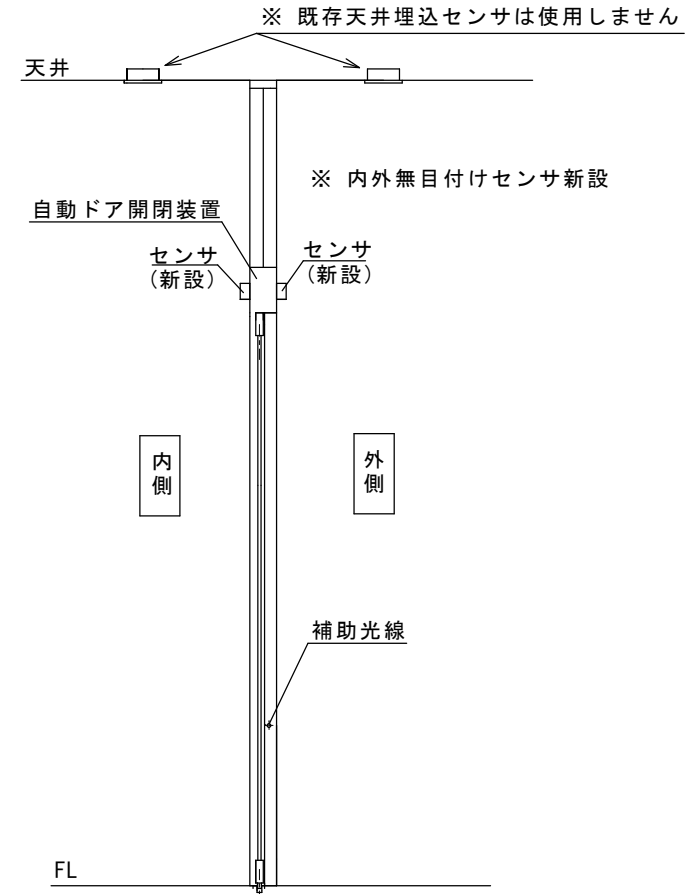 ※ 既存天井埋込センサは使用しません
天井
※ 内外無目付けセンサ新設
自動ドア開閉装置
センサ
(新設)
センサ
(新設)
内側
外側
補助光線
FL